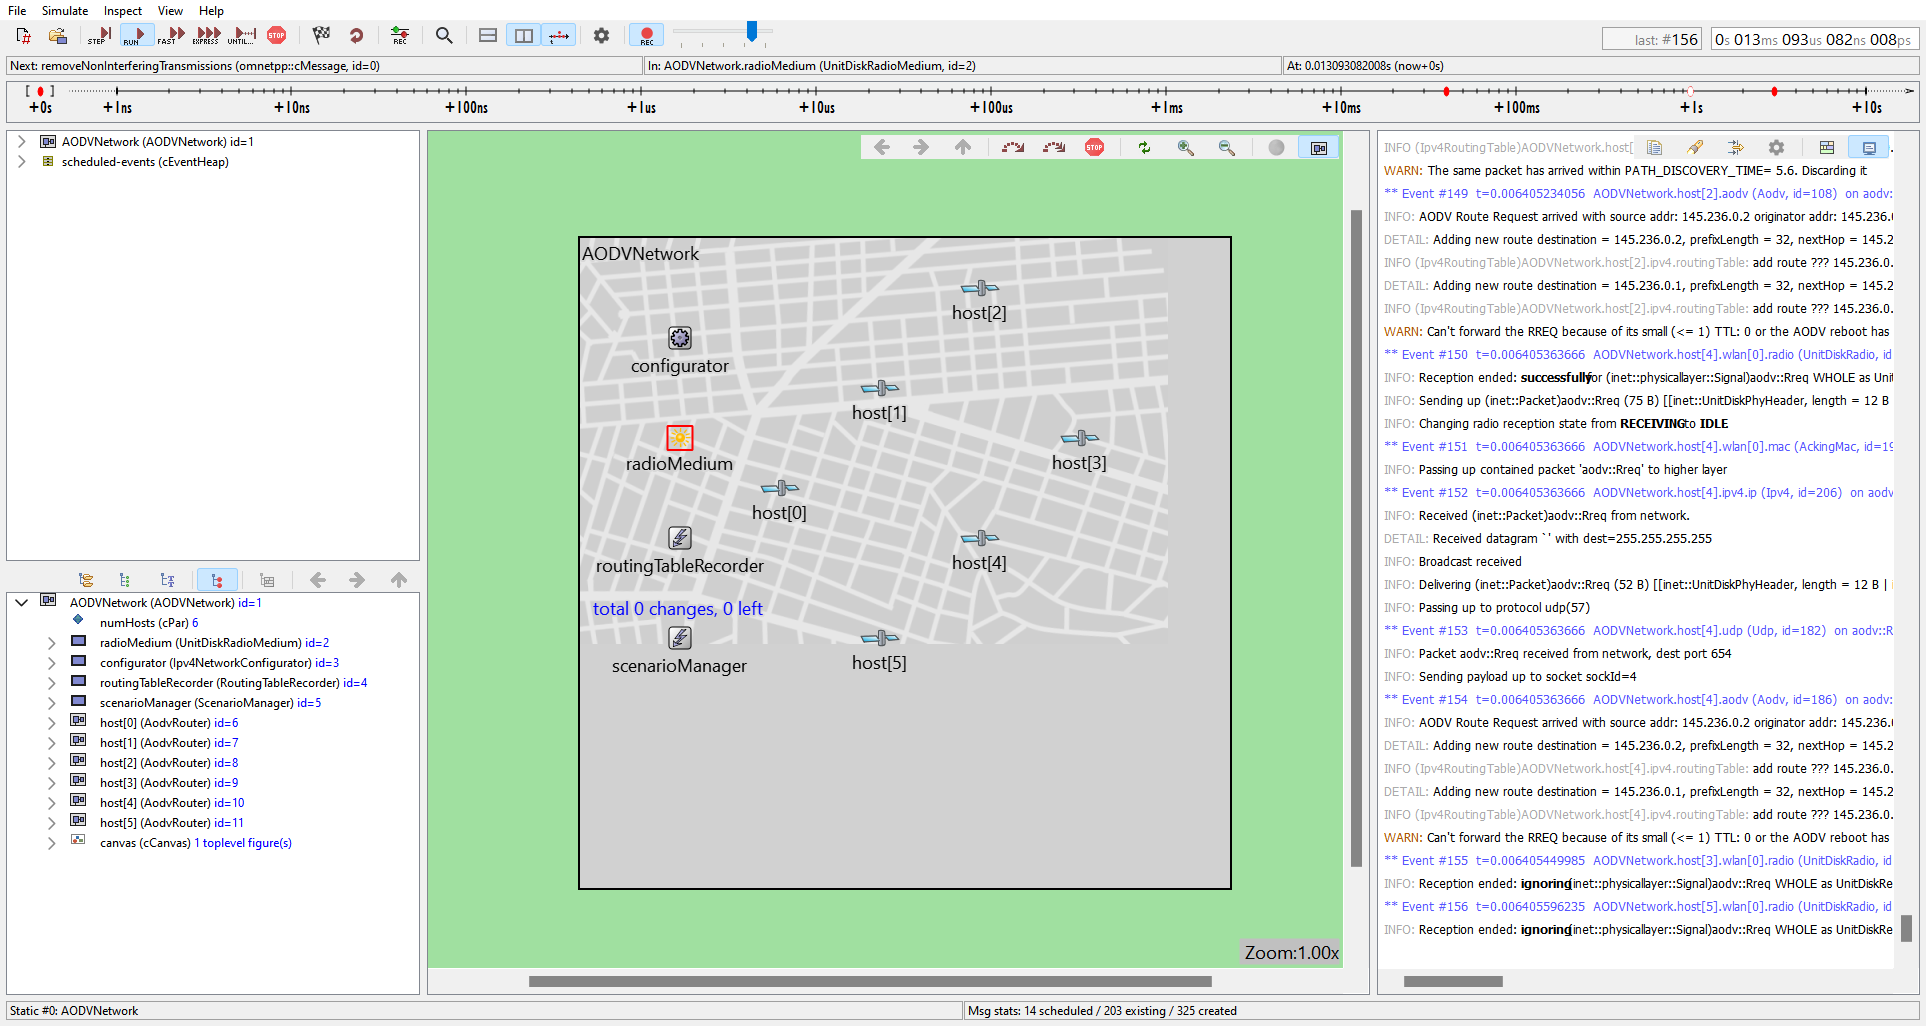 File Simulate Inspect View Help
STEP RUN FAST EXPRESS UNTIL... STOP REC REC
last: #156 0s 013ms 093us 082ns 008ps
Next: removeNonInterferingTransmissions (omnetpp::cMessage, id=0) In: AODVNetwork.radioMedium (UnitDiskRadioMedium, id=2) At: 0.013093082008s (now+0s)
+0s +1ns +10ns +100ns +1us +10us +100us +1ms +10ms +100ms +1s +10s
AODVNetwork (AODVNetwork) id=1
scheduled-events (cEventHeap)
AODVNetwork (AODVNetwork) id=1
numHosts (cPar) 6
radioMedium (UnitDiskRadioMedium) id=2
configurator (Ipv4NetworkConfigurator) id=3
routingTableRecorder (RoutingTableRecorder) id=4
scenarioManager (ScenarioManager) id=5
host[0] (AodvRouter) id=6
host[1] (AodvRouter) id=7
host[2] (AodvRouter) id=8
host[3] (AodvRouter) id=9
host[4] (AodvRouter) id=10
host[5] (AodvRouter) id=11
canvas (cCanvas) 1 toplevel figure(s)
STOP
AODVNetwork
host[2]
configurator
host[1]
radioMedium
host[3]
host[0]
routingTableRecorder
host[4]
total 0 changes, 0 left
scenarioManager
host[5]
Zoom:1.00x
INFO (Ipv4RoutingTable)AODVNetwork.host[
WARN: The same packet has arrived within PATH_DISCOVERY_TIME= 5.6. Discarding it
** Event #149 t=0.006405234056 AODVNetwork.host[2].aodv (Aodv, id=108) on aodv:
INFO: AODV Route Request arrived with source addr: 145.236.0.2 originator addr: 145.236.
DETAIL: Adding new route destination = 145.236.0.2, prefixLength = 32, nextHop = 145.2
INFO (Ipv4RoutingTable)AODVNetwork.host[2].ipv4.routingTable: add route ??? 145.236.0.
DETAIL: Adding new route destination = 145.236.0.1, prefixLength = 32, nextHop = 145.2
INFO (Ipv4RoutingTable)AODVNetwork.host[2].ipv4.routingTable: add route ??? 145.236.0.
WARN: Can't forward the RREQ because of its small (<= 1) TTL: 0 or the AODV reboot has
** Event #150 t=0.006405363666 AODVNetwork.host[4].wlan[0].radio (UnitDiskRadio, id
INFO: Reception ended: successfully for (inet::physicallayer::Signal)aodv::Rreq WHOLE as Uni
INFO: Sending up (inet::Packet)aodv::Rreq (75 B) [[inet::UnitDiskPhyHeader, length = 12 B
INFO: Changing radio reception state from RECEIVING to IDLE
** Event #151 t=0.006405363666 AODVNetwork.host[4].wlan[0].mac (AckingMac, id=19
INFO: Passing up contained packet 'aodv::Rreq' to higher layer
** Event #152 t=0.006405363666 AODVNetwork.host[4].ipv4.ip (Ipv4, id=206) on aodv
INFO: Received (inet::Packet)aodv::Rreq from network.
DETAIL: Received datagram `' with dest=255.255.255.255
INFO: Broadcast received
INFO: Delivering (inet::Packet)aodv::Rreq (52 B) [[inet::UnitDiskPhyHeader, length = 12 B |
INFO: Passing up to protocol udp(57)
** Event #153 t=0.006405363666 AODVNetwork.host[4].udp (Udp, id=182) on aodv::R
INFO: Packet aodv::Rreq received from network, dest port 654
INFO: Sending payload up to socket sockId=4
** Event #154 t=0.006405363666 AODVNetwork.host[4].aodv (Aodv, id=186) on aodv:
INFO: AODV Route Request arrived with source addr: 145.236.0.2 originator addr: 145.236.
DETAIL: Adding new route destination = 145.236.0.2, prefixLength = 32, nextHop = 145.2
INFO (Ipv4RoutingTable)AODVNetwork.host[4].ipv4.routingTable: add route ??? 145.236.0.
DETAIL: Adding new route destination = 145.236.0.1, prefixLength = 32, nextHop = 145.2
INFO (Ipv4RoutingTable)AODVNetwork.host[4].ipv4.routingTable: add route ??? 145.236.0.
WARN: Can't forward the RREQ because of its small (<= 1) TTL: 0 or the AODV reboot has
** Event #155 t=0.006405449985 AODVNetwork.host[3].wlan[0].radio (UnitDiskRadio, id
INFO: Reception ended: ignoring (inet::physicallayer::Signal)aodv::Rreq WHOLE as UnitDiskRe
** Event #156 t=0.006405596235 AODVNetwork.host[5].wlan[0].radio (UnitDiskRadio, id
INFO: Reception ended: ignoring (inet::physicallayer::Signal)aodv::Rreq WHOLE as UnitDiskRe
Static #0: AODVNetwork Msg stats: 14 scheduled / 203 existing / 325 created